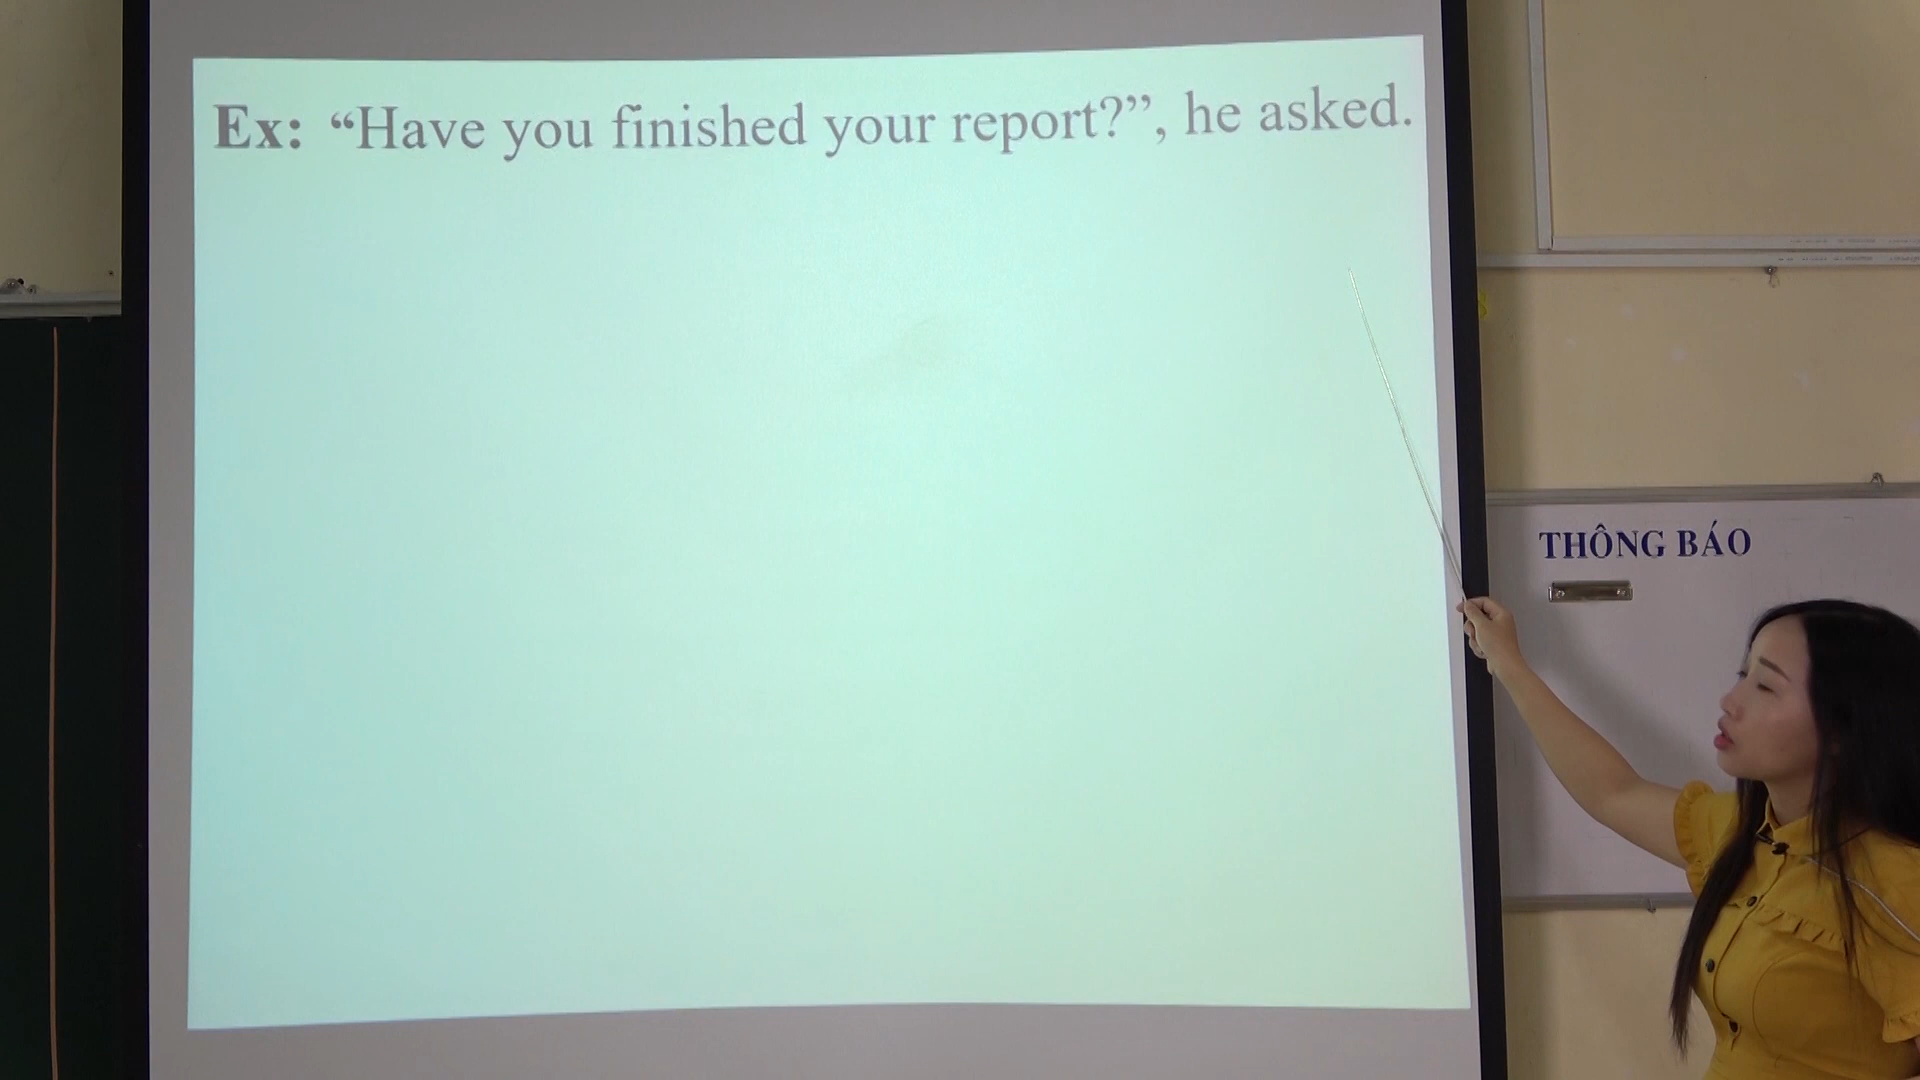 Ex: “Have you finished your report?”, he asked.
THÔNG BÁO